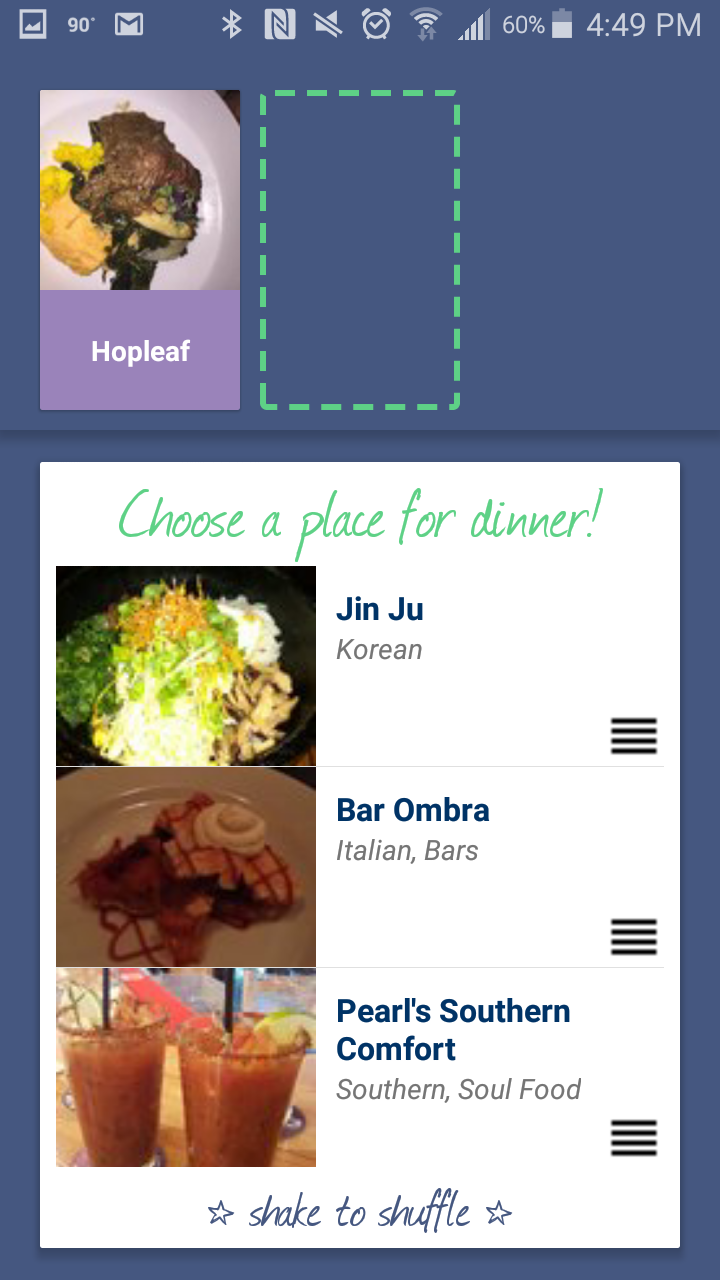 90° 60% 4:49 PM
Hopleaf
Choose a place for dinner!
Jin Ju
Korean
Bar Ombra
Italian, Bars
Pearl's Southern
Comfort
Southern, Soul Food
☆ shake to shuffle ☆